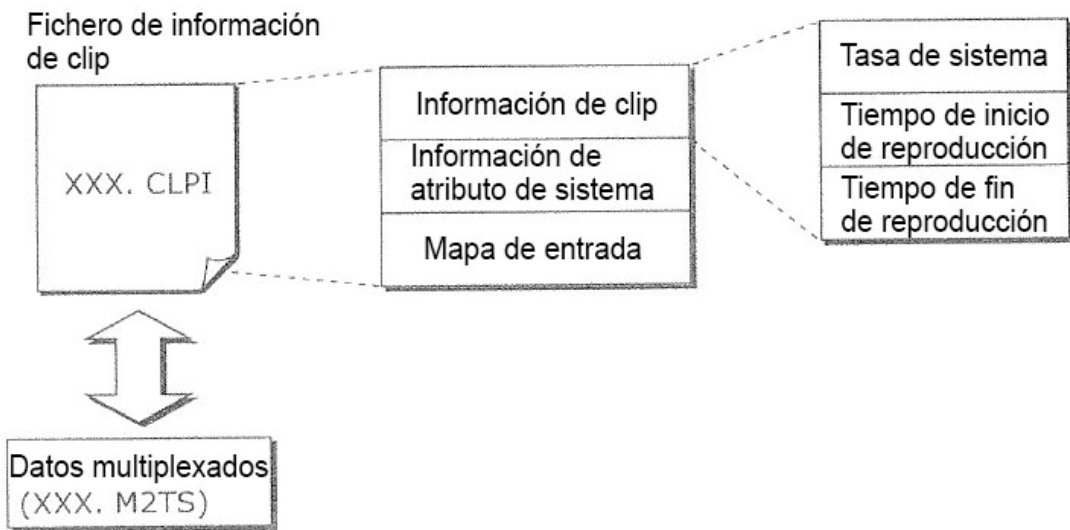 Fichero de información
de clip
XXX. CLPI
Información de clip
Información de
atributo de sistema
Mapa de entrada
Tasa de sistema
Tiempo de inicio
de reproducción
Tiempo de fin
de reproducción
Datos multiplexados
(XXX. M2TS)